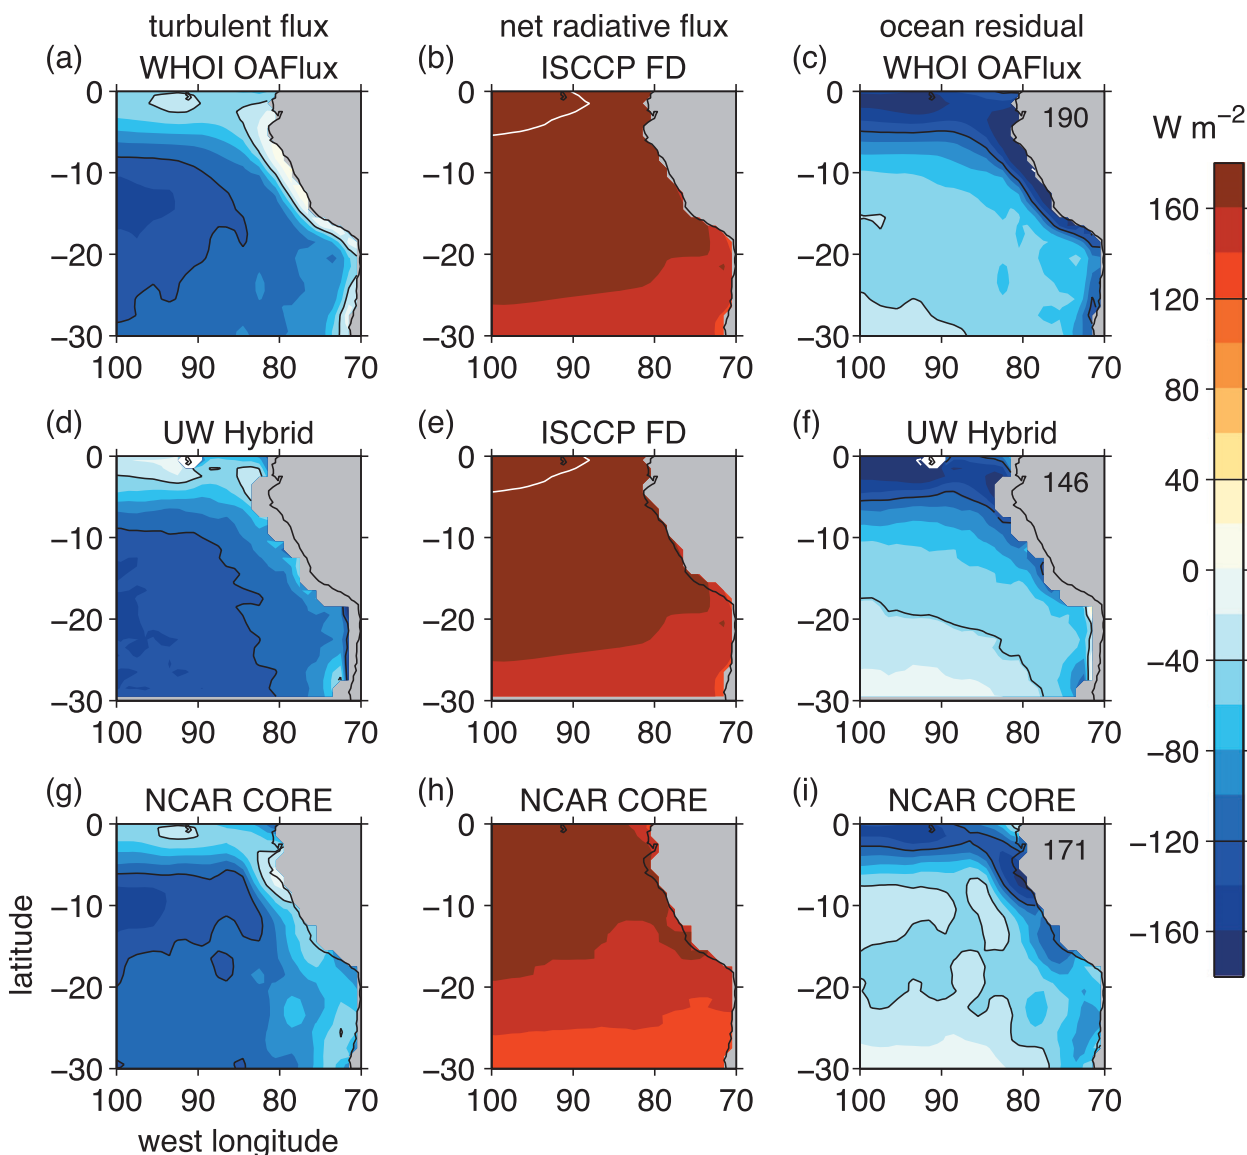 turbulent flux net radiative flux ocean residual
(a) WHOI OAFlux (b) ISCCP FD (c) WHOI OAFlux
0 −10 −20 −30
100 90 80 70
0 −10 −20 −30
100 90 80 70
190
0 −10 −20 −30
100 90 80 70
(d) UW Hybrid (e) ISCCP FD (f) UW Hybrid
0 −10 −20 −30
100 90 80 70
0 −10 −20 −30
100 90 80 70
146
0 −10 −20 −30
100 90 80 70
(g) NCAR CORE (h) NCAR CORE (i) NCAR CORE
0 −10 −20 −30
100 90 80 70
latitude
west longitude
0 −10 −20 −30
100 90 80 70
171
0 −10 −20 −30
100 90 80 70
W m−2
160
120
80
40
0
−40
−80
−120
−160